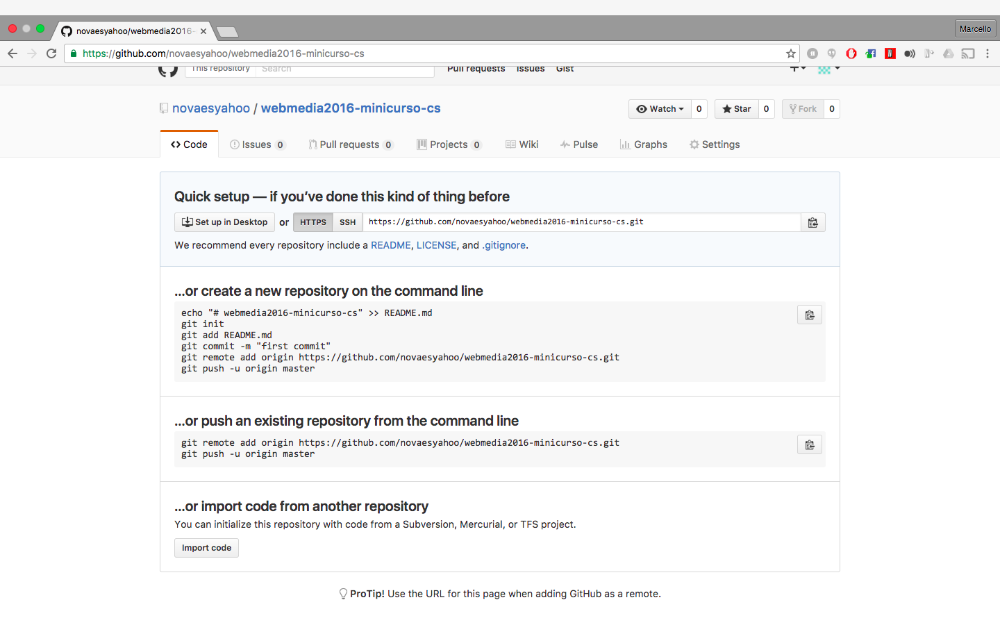 novaesyahoo/webmedia2016-
Marcello
https://github.com/novaesyahoo/webmedia2016-minicurso-cs
This repository Search Pull requests Issues Gist
novaesyahoo / webmedia2016-minicurso-cs
Watch 0 Star 0 Fork 0
Code Issues 0 Pull requests 0 Projects 0 Wiki Pulse Graphs Settings
Quick setup — if you’ve done this kind of thing before
Set up in Desktop or HTTPS SSH https://github.com/novaesyahoo/webmedia2016-minicurso-cs.git
We recommend every repository include a README, LICENSE, and .gitignore.
…or create a new repository on the command line
echo "# webmedia2016-minicurso-cs" >> README.md
git init
git add README.md
git commit -m "first commit"
git remote add origin https://github.com/novaesyahoo/webmedia2016-minicurso-cs.git
git push -u origin master
…or push an existing repository from the command line
git remote add origin https://github.com/novaesyahoo/webmedia2016-minicurso-cs.git
git push -u origin master
…or import code from another repository
You can initialize this repository with code from a Subversion, Mercurial, or TFS project.
Import code
ProTip! Use the URL for this page when adding GitHub as a remote.